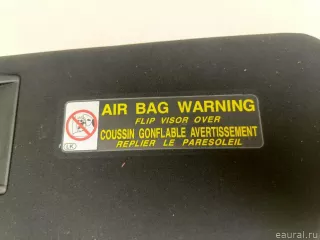 AIR BAG WARNING
FLIP VISOR OVER
COUSSIN GONFLABLE AVERTISSEMENT
REPLIER LE PARESOLEIL
eaural.ru